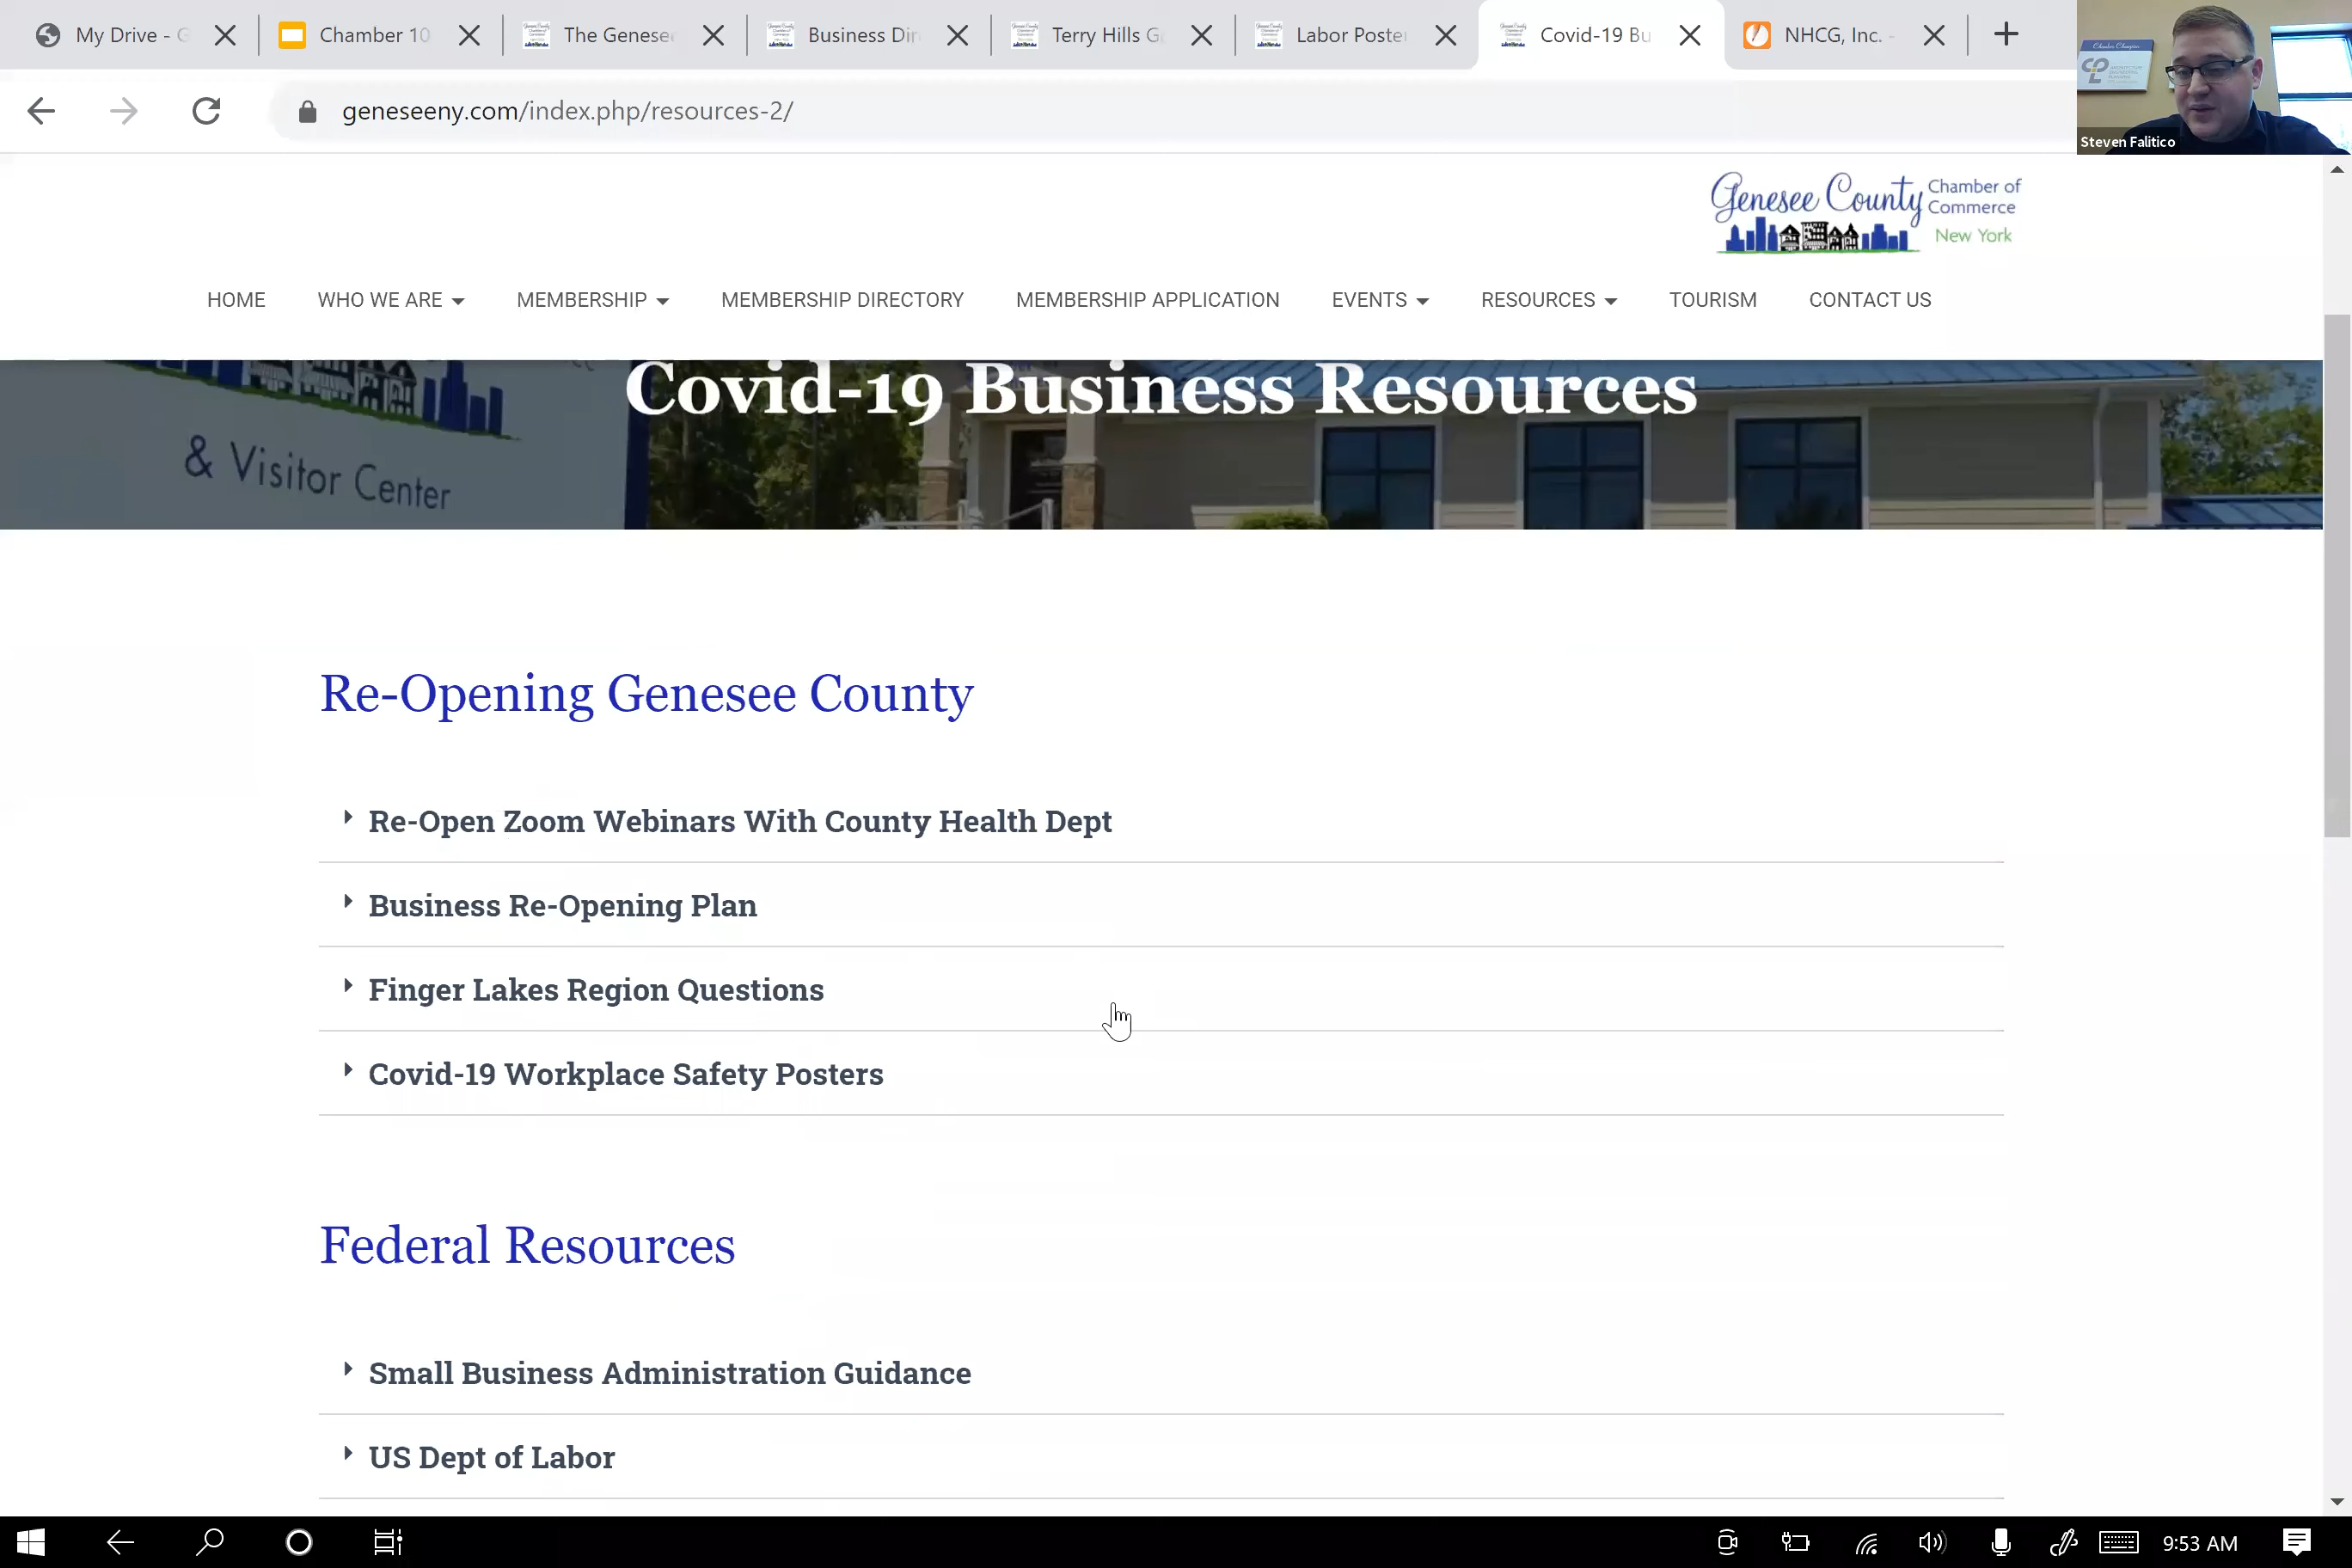 My Drive - G
Chamber 10
The Genese
Business Dir
Terry Hills G
Labor Poster
Covid-19 Bu
NHCG, Inc. -
geneseeny.com/index.php/resources-2/
Steven Falitico
Genesee County
Chamber of
Commerce
New York
HOME
WHO WE ARE
MEMBERSHIP
MEMBERSHIP DIRECTORY
MEMBERSHIP APPLICATION
EVENTS
RESOURCES
TOURISM
CONTACT US
Covid-19 Business Resources
& Visitor Center
Re-Opening Genesee County
Re-Open Zoom Webinars With County Health Dept
Business Re-Opening Plan
Finger Lakes Region Questions
Covid-19 Workplace Safety Posters
Federal Resources
Small Business Administration Guidance
US Dept of Labor
9:53 AM